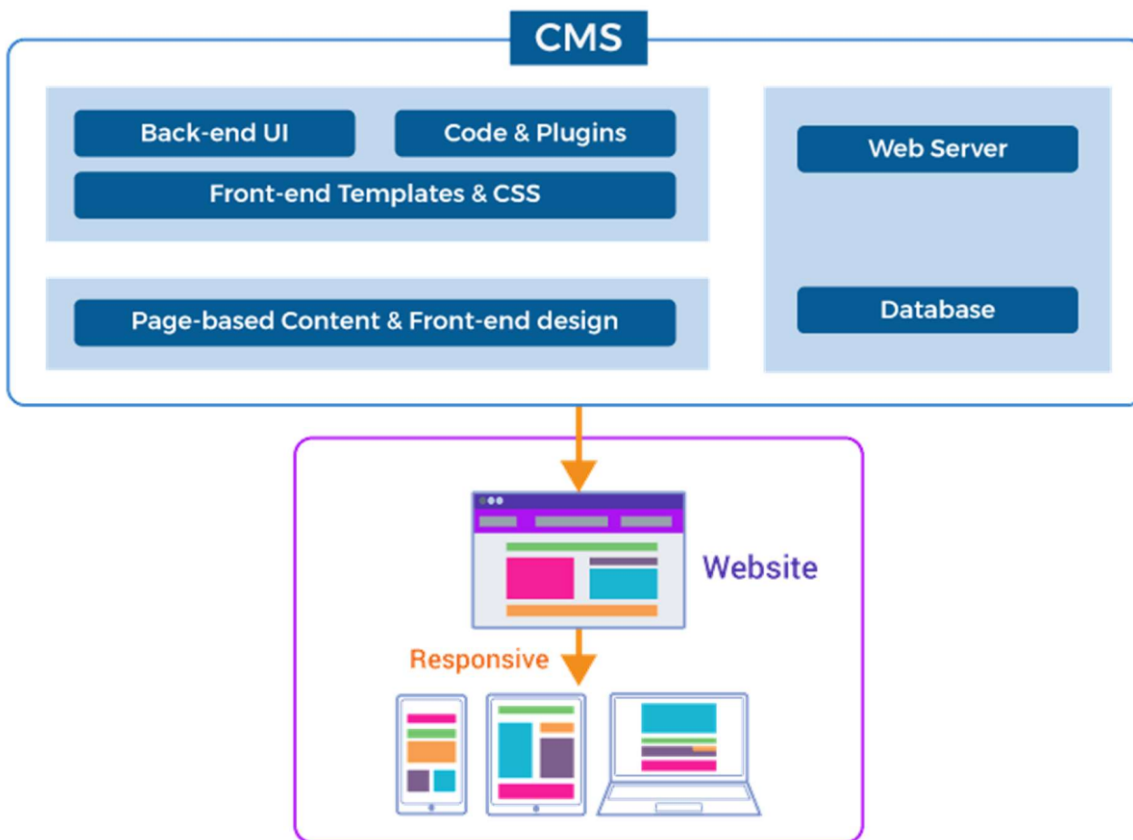 CMS
Back-end UI
Code & Plugins
Front-end Templates & CSS
Page-based Content & Front-end design
Web Server
Database
Website
Responsive